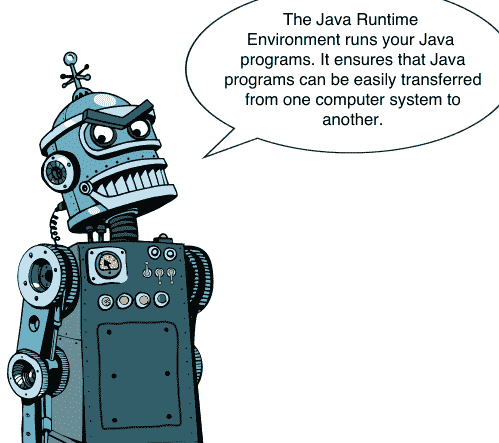 The Java Runtime
Environment runs your Java
programs. It ensures that Java
programs can be easily transferred
from one computer system to
another.